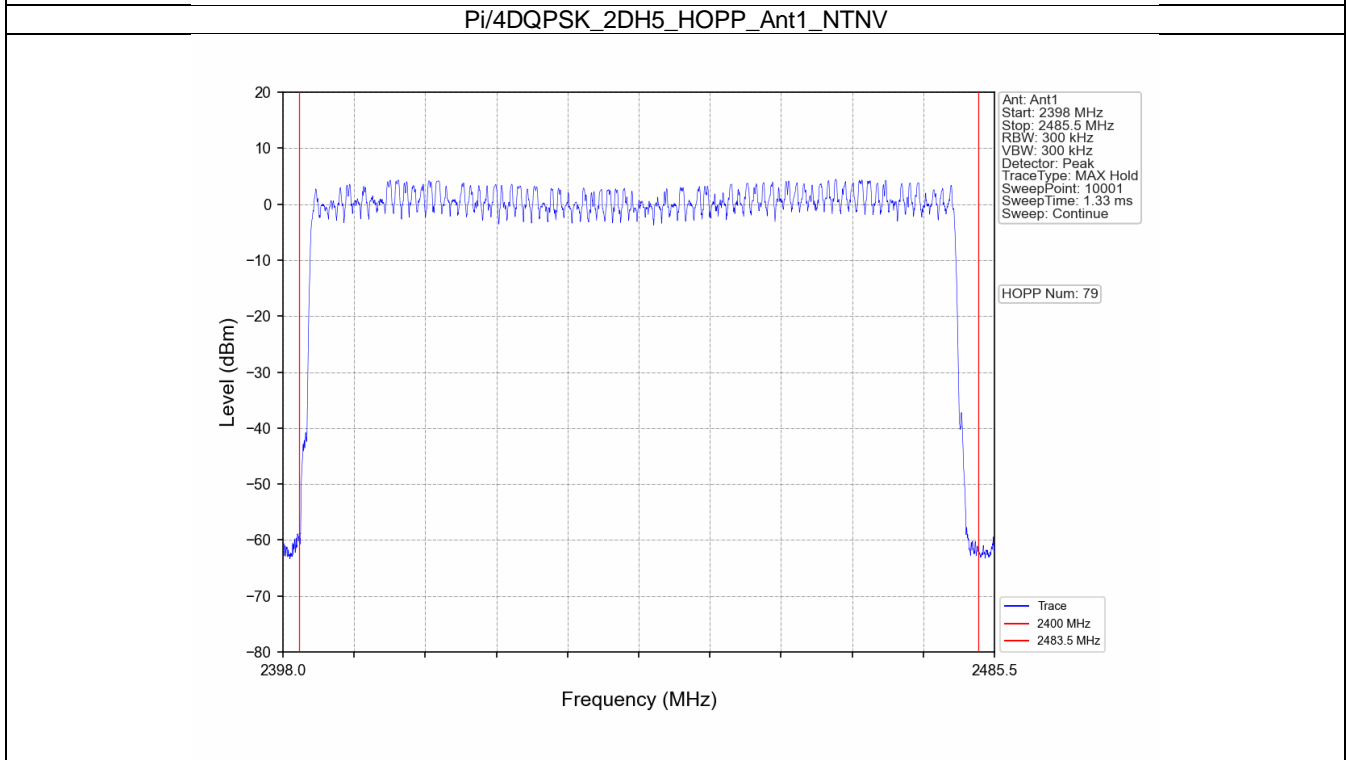 Pi/4DQPSK_2DH5_HOPP_Ant1_NTNV
20
10
0
−10
−20
−30
−40
−50
−60
−70
−80
Level (dBm)
2398.0
2485.5
Frequency (MHz)
Ant: Ant1
Start: 2398 MHz
Stop: 2485.5 MHz
RBW: 300 kHz
VBW: 300 kHz
Detector: Peak
TraceType: MAX Hold
SweepPoint: 10001
SweepTime: 1.33 ms
Sweep: Continue
HOPP Num: 79
Trace
2400 MHz
2483.5 MHz